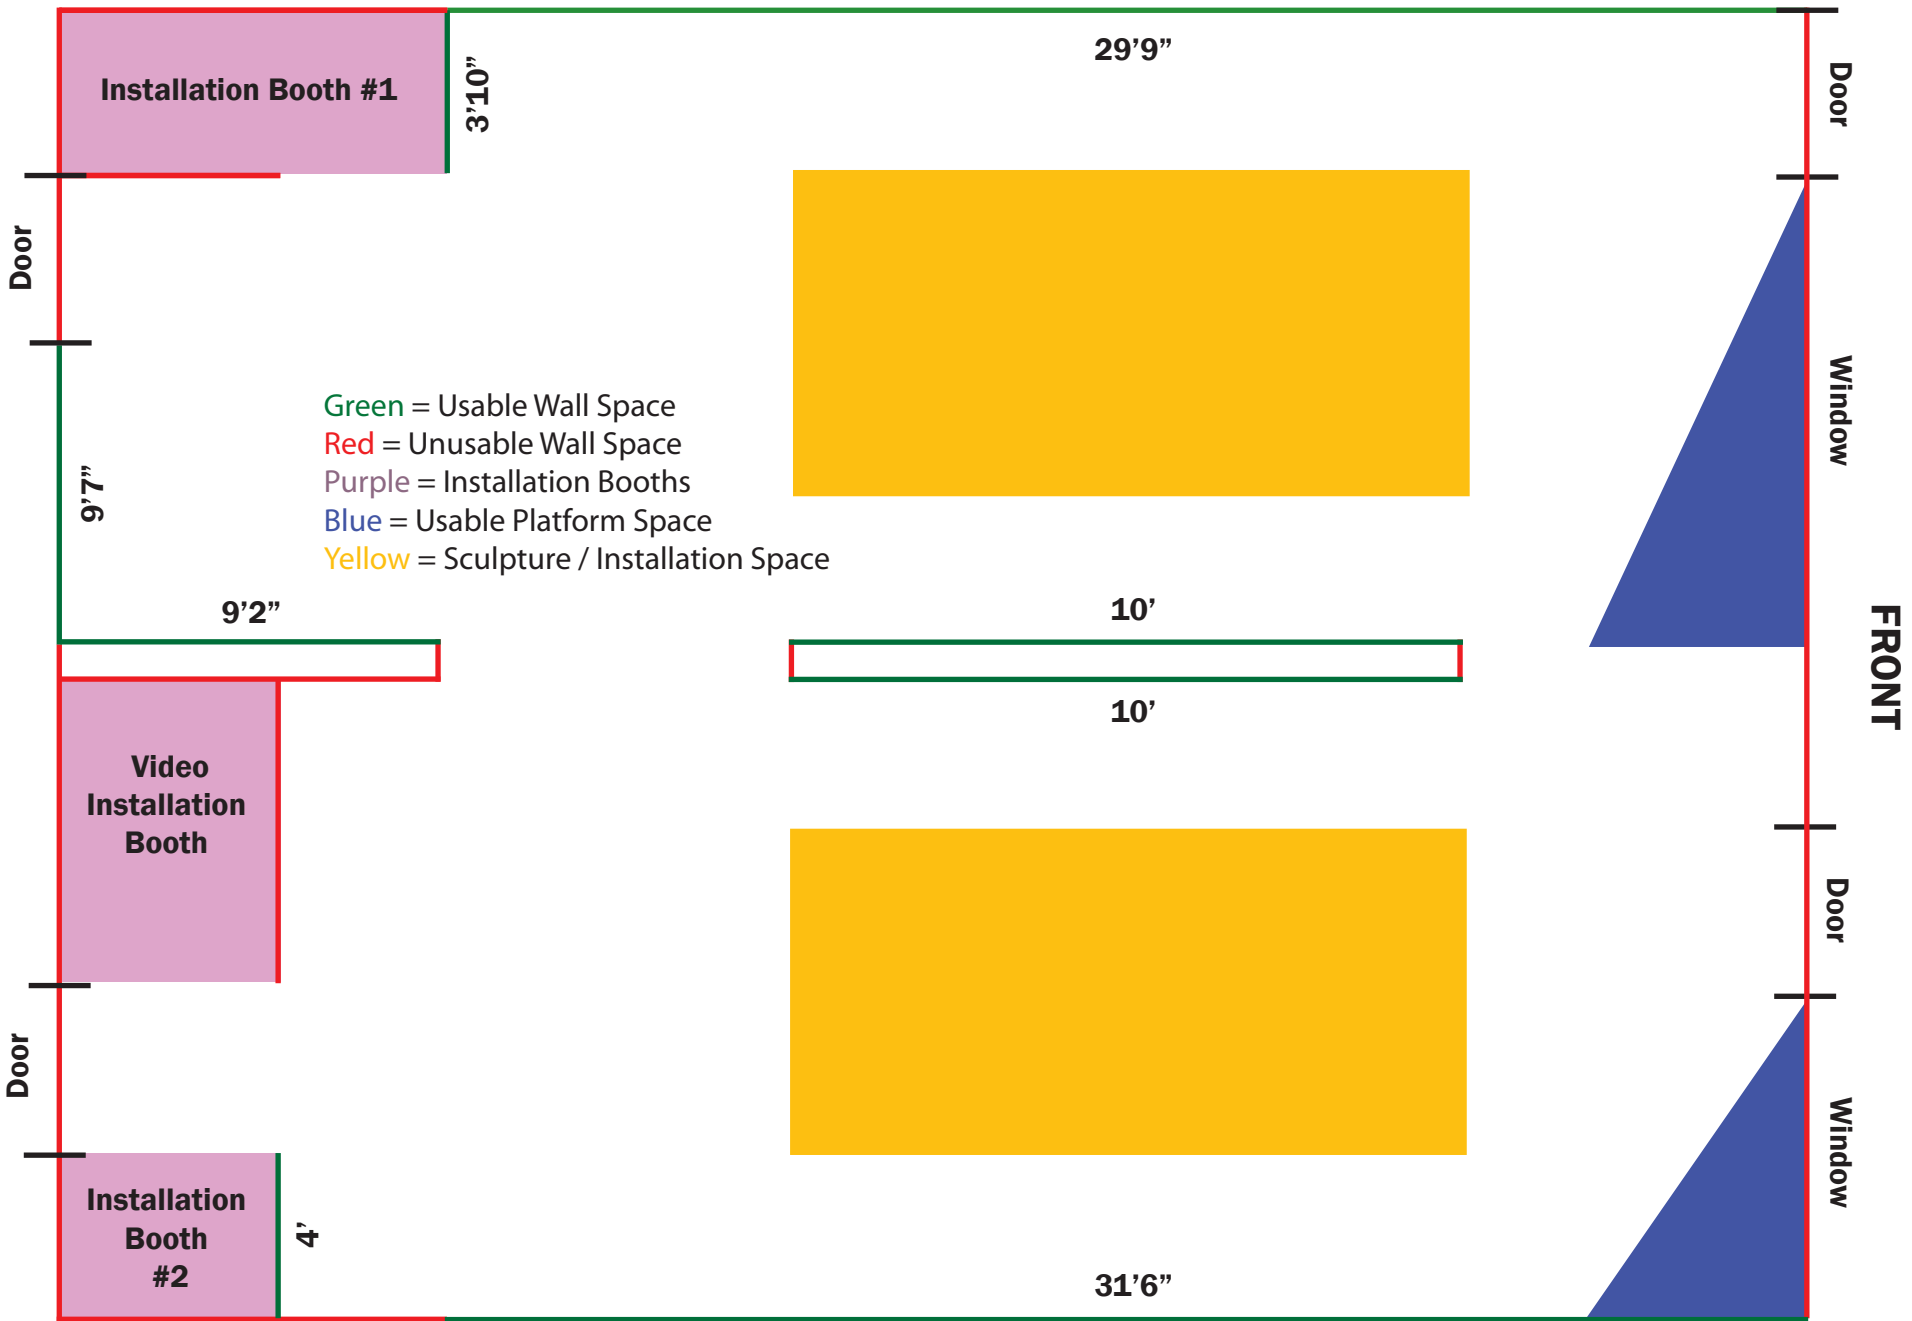 29’9”
Installation Booth #1
3’10”
Door
Door
Green = Usable Wall Space
Red = Unusable Wall Space
Purple = Installation Booths
Blue = Usable Platform Space
Yellow = Sculpture / Installation Space
Window
9’7”
9’2”
10’
FRONT
10’
Video
Installation
Booth
Door
Door
Installation
Booth
#2
4’
Window
31’6”